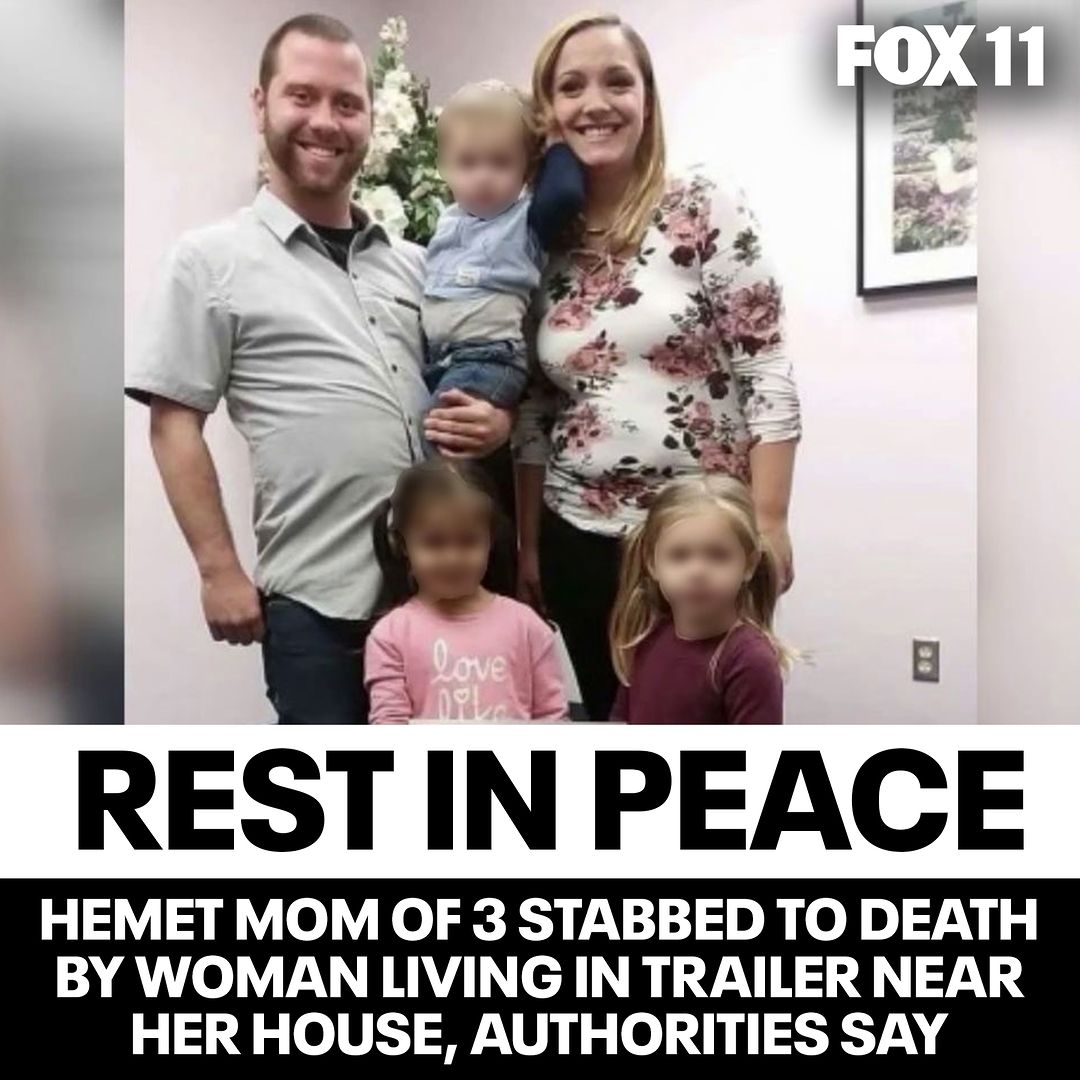 FOX 11
love
like
REST IN PEACE
HEMET MOM OF 3 STABBED TO DEATH
BY WOMAN LIVING IN TRAILER NEAR
HER HOUSE, AUTHORITIES SAY